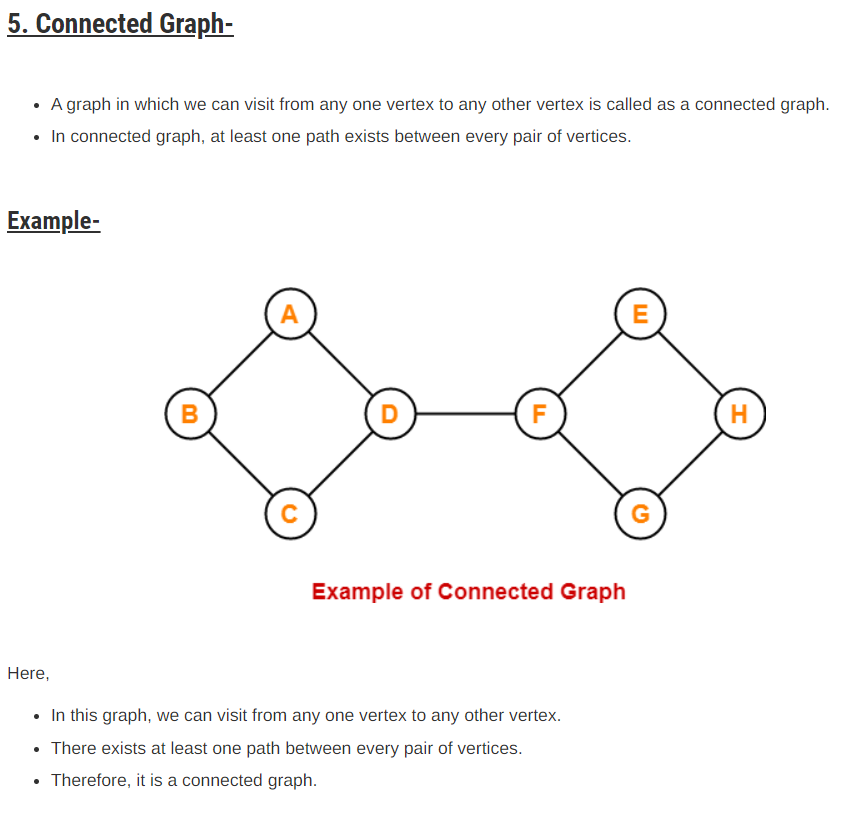 5. Connected Graph-
• A graph in which we can visit from any one vertex to any other vertex is called as a connected graph.
• In connected graph, at least one path exists between every pair of vertices.
Example-
A E
B D F H
C G
Example of Connected Graph
Here,
• In this graph, we can visit from any one vertex to any other vertex.
• There exists at least one path between every pair of vertices.
• Therefore, it is a connected graph.